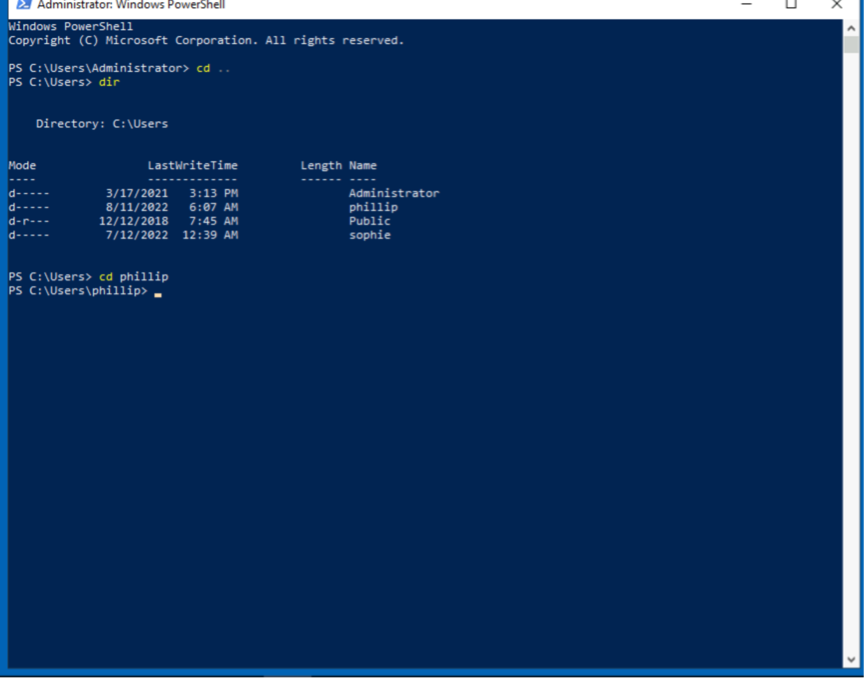 Administrator: Windows PowerShell
Windows PowerShell
Copyright (C) Microsoft Corporation. All rights reserved.
PS C:\Users\Administrator> cd ..
PS C:\Users> dir
Directory: C:\Users
Mode LastWriteTime Length Name
---- ------------- ------ ----
d----- 3/17/2021 3:13 PM Administrator
d----- 8/11/2022 6:07 AM phillip
d-r--- 12/12/2018 7:45 AM Public
d----- 7/12/2022 12:39 AM sophie
PS C:\Users> cd phillip
PS C:\Users\phillip>